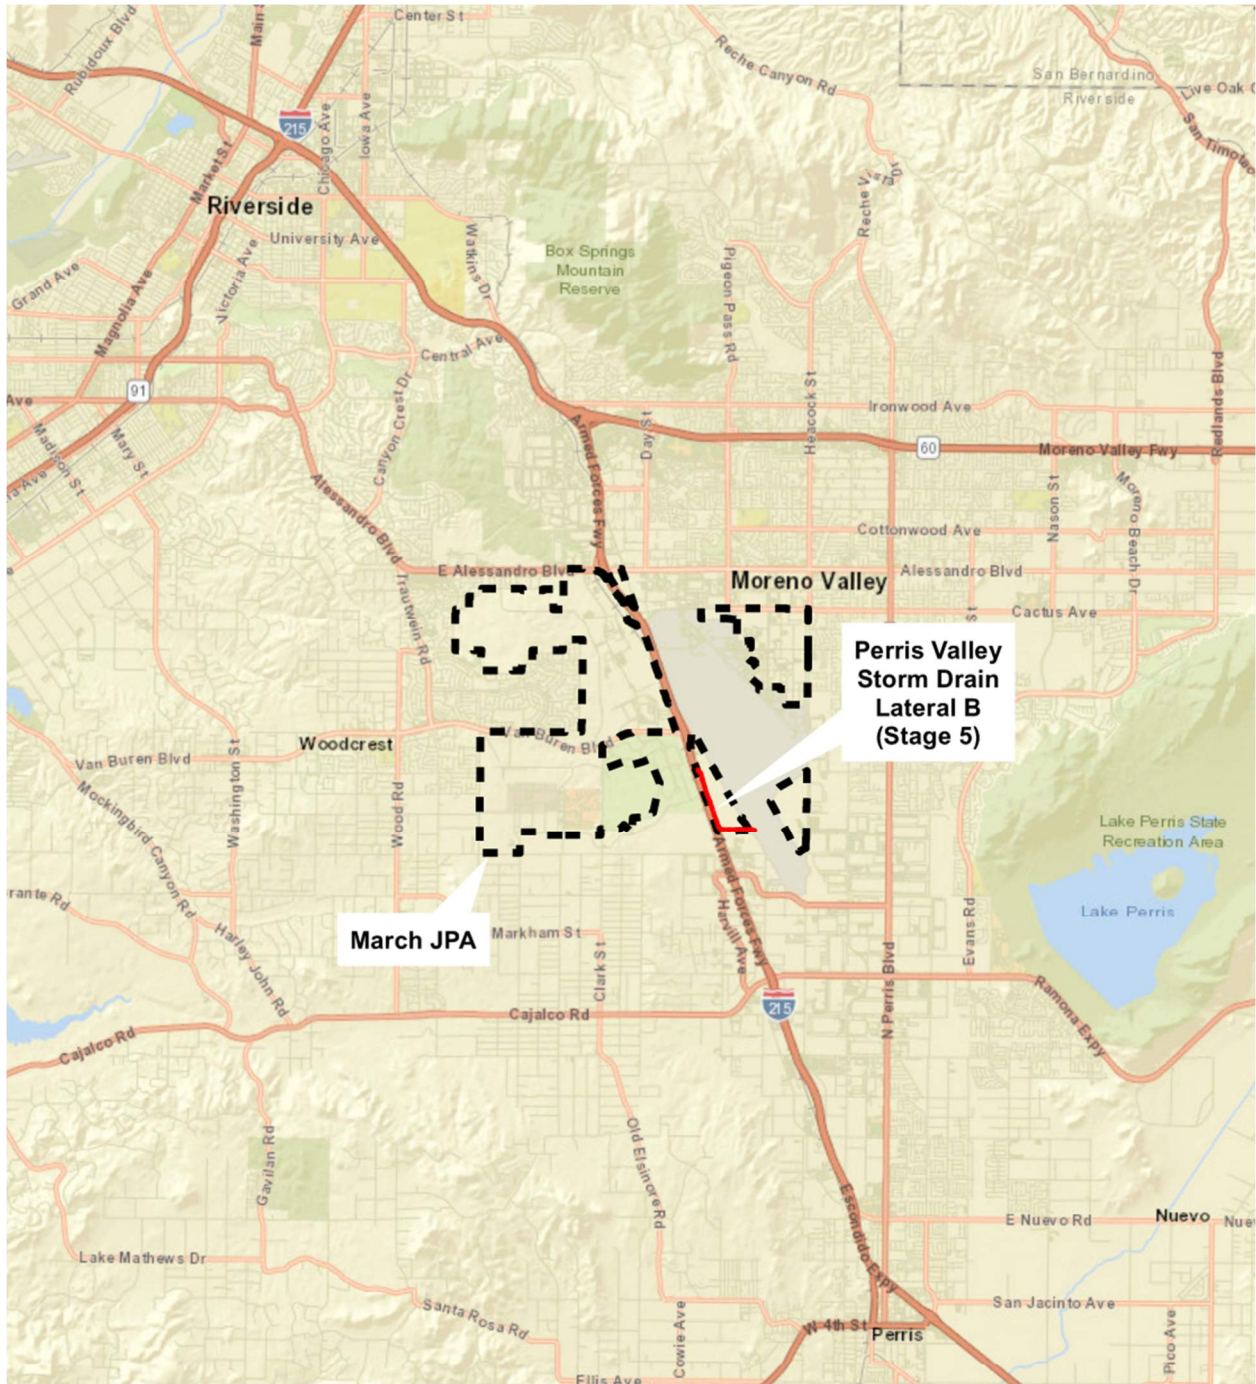 Center St
Main S
Rubidoux Blvd
Reche Canyon Rd
San Bernardino
Riverside
Live Oak C
San Timoteo
215
Chicago Ave
Iowa Ave
Market St
Riverside
University Ave
Watkins Dr
Reche Vista Dr
Box Springs
Mountain
Reserve
Grand Ave
Victoria Ave
Magnolia Ave
Pigeon Pass Rd
Central Ave
Canyon Crest Dr
91
Ave
Heacock St
Ironwood Ave
Redlands Blvd
Madison St
Mary St
Armed Forces Fwy
Day St
60
Moreno Valley Fwy
Alessandro Blvd
Nason St
Moreno Beach Dr
Cottonwood Ave
E Alessandro Blvd
Moreno Valley
Alessandro Blvd
Trautwein Rd
Cactus Ave
St
Perris Valley
Storm Drain
Lateral B
(Stage 5)
Van Buren Blvd
Woodcrest
Van Buren Blvd
Washington St
Wood Rd
Mockingbird Canyon Rd
Lake Perris State
Recreation Area
Lake Perris
rante Rd
Armed Forces Fwy
Harvill Ave
March JPA
Markham St
Clark St
Evans Rd
N Perris Blvd
Harley John Rd
Cajalco Rd
215
Ramona Expy
Cajalco Rd
Gavilan Rd
Old Elsinore Rd
Escondido Expy
E Nuevo Rd
Nuevo
Nue
Lake Mathews Dr
Santa Rosa Rd
San Jacinto Ave
Cowie Ave
W 4th St
Perris
Pico Ave
Ellis Ave